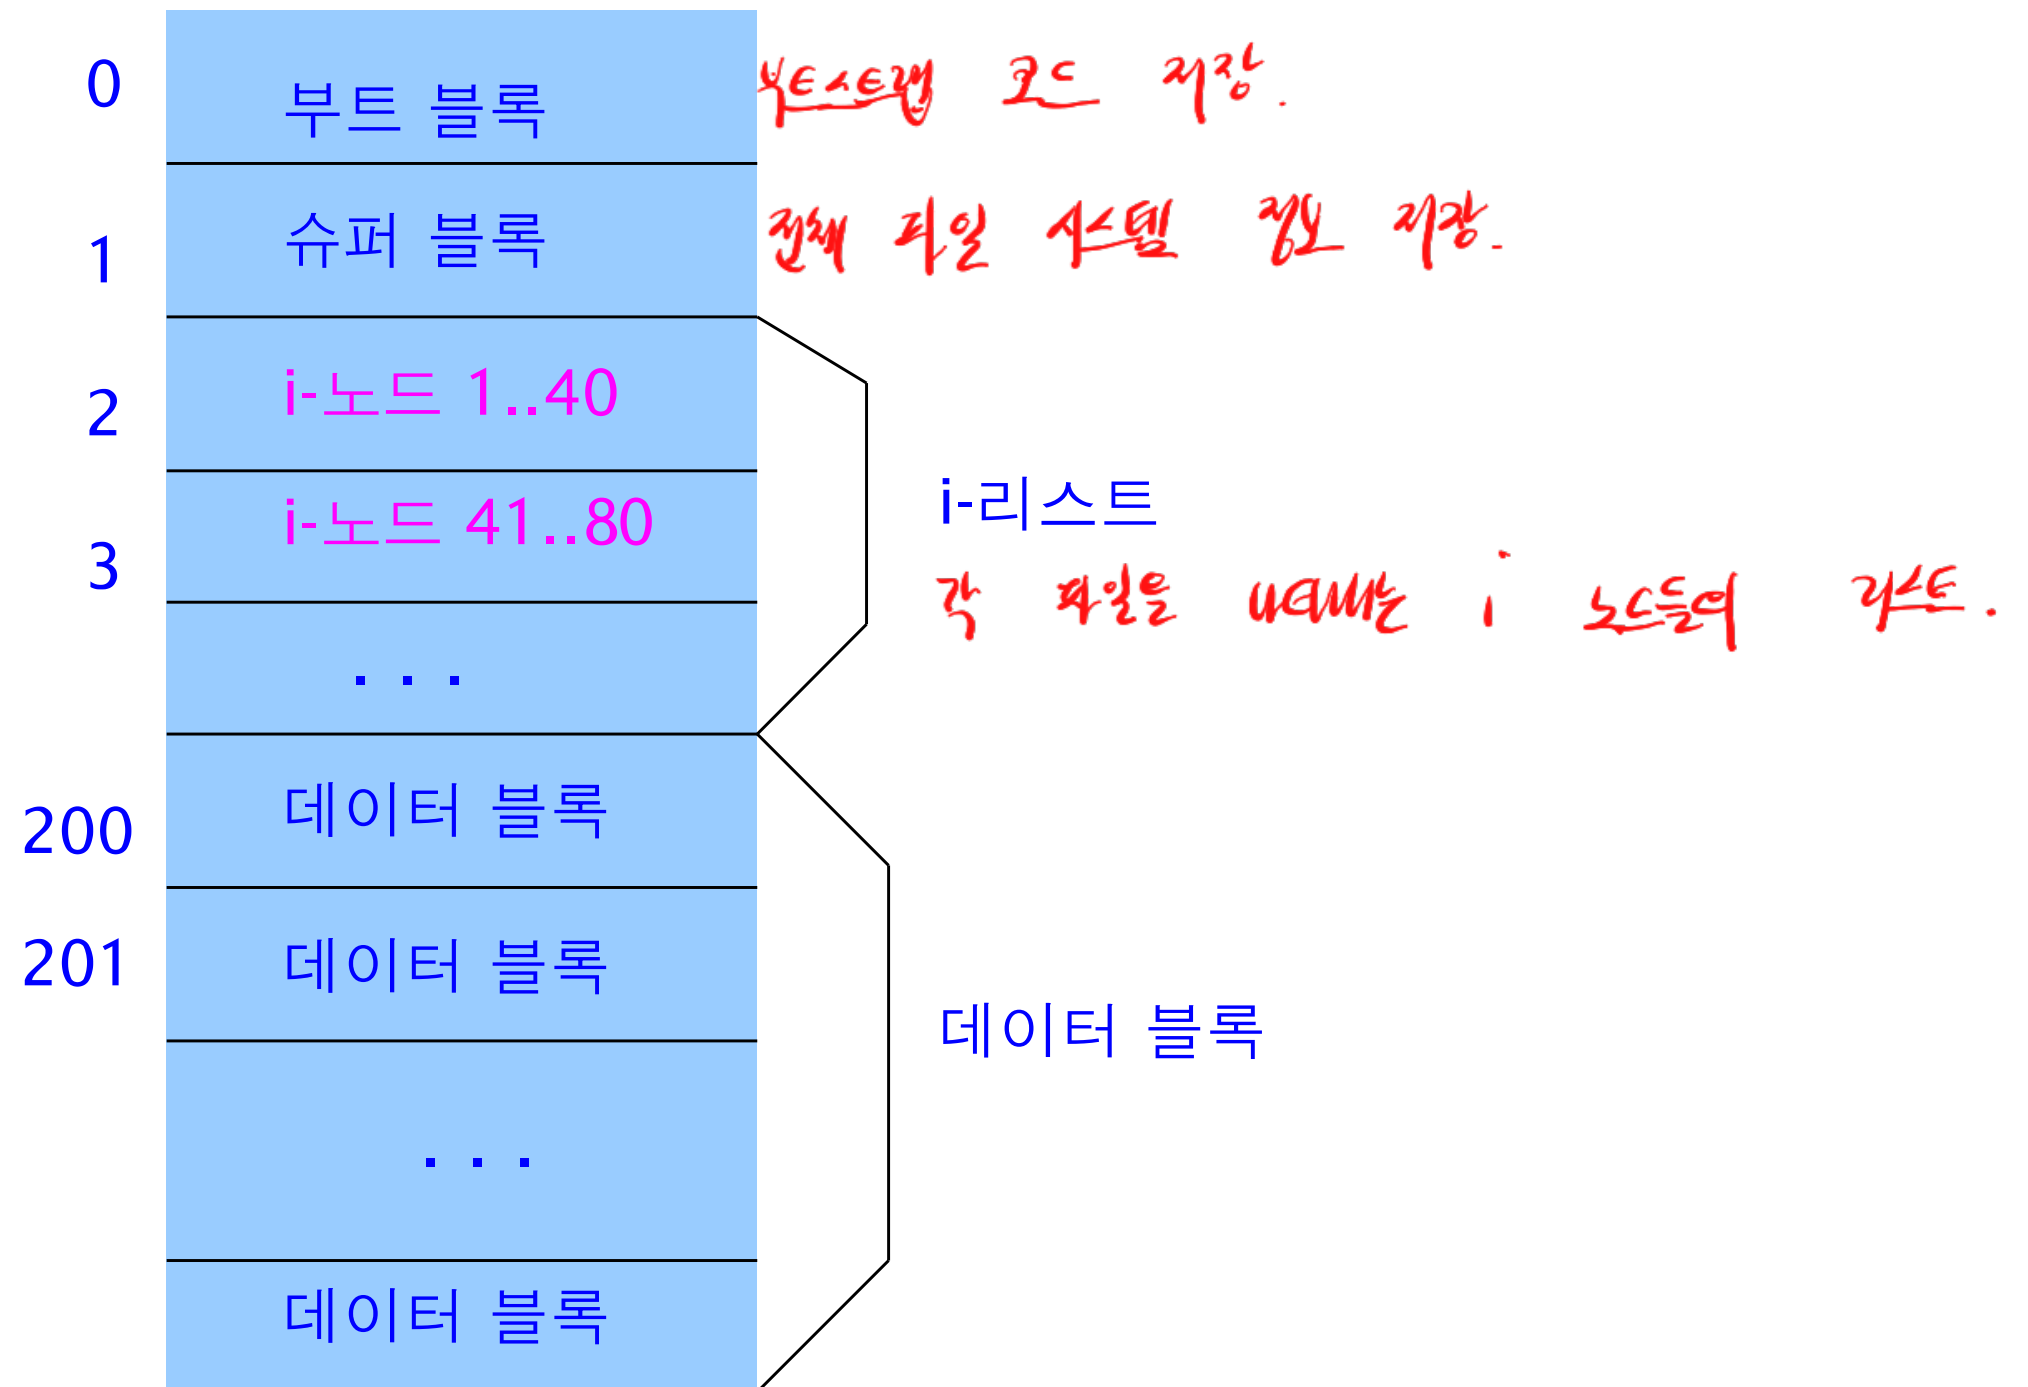 0 부트 블록 부트스트랩 코드 저장.
1 슈퍼 블록 전체 파일 시스템 정보 저장.
2 i-노드 1..40
i-리스트
3 i-노드 41..80
각 파일을 나타내는 i 노드들의 리스트.
. . .
200 데이터 블록
201 데이터 블록
데이터 블록
. . .
데이터 블록